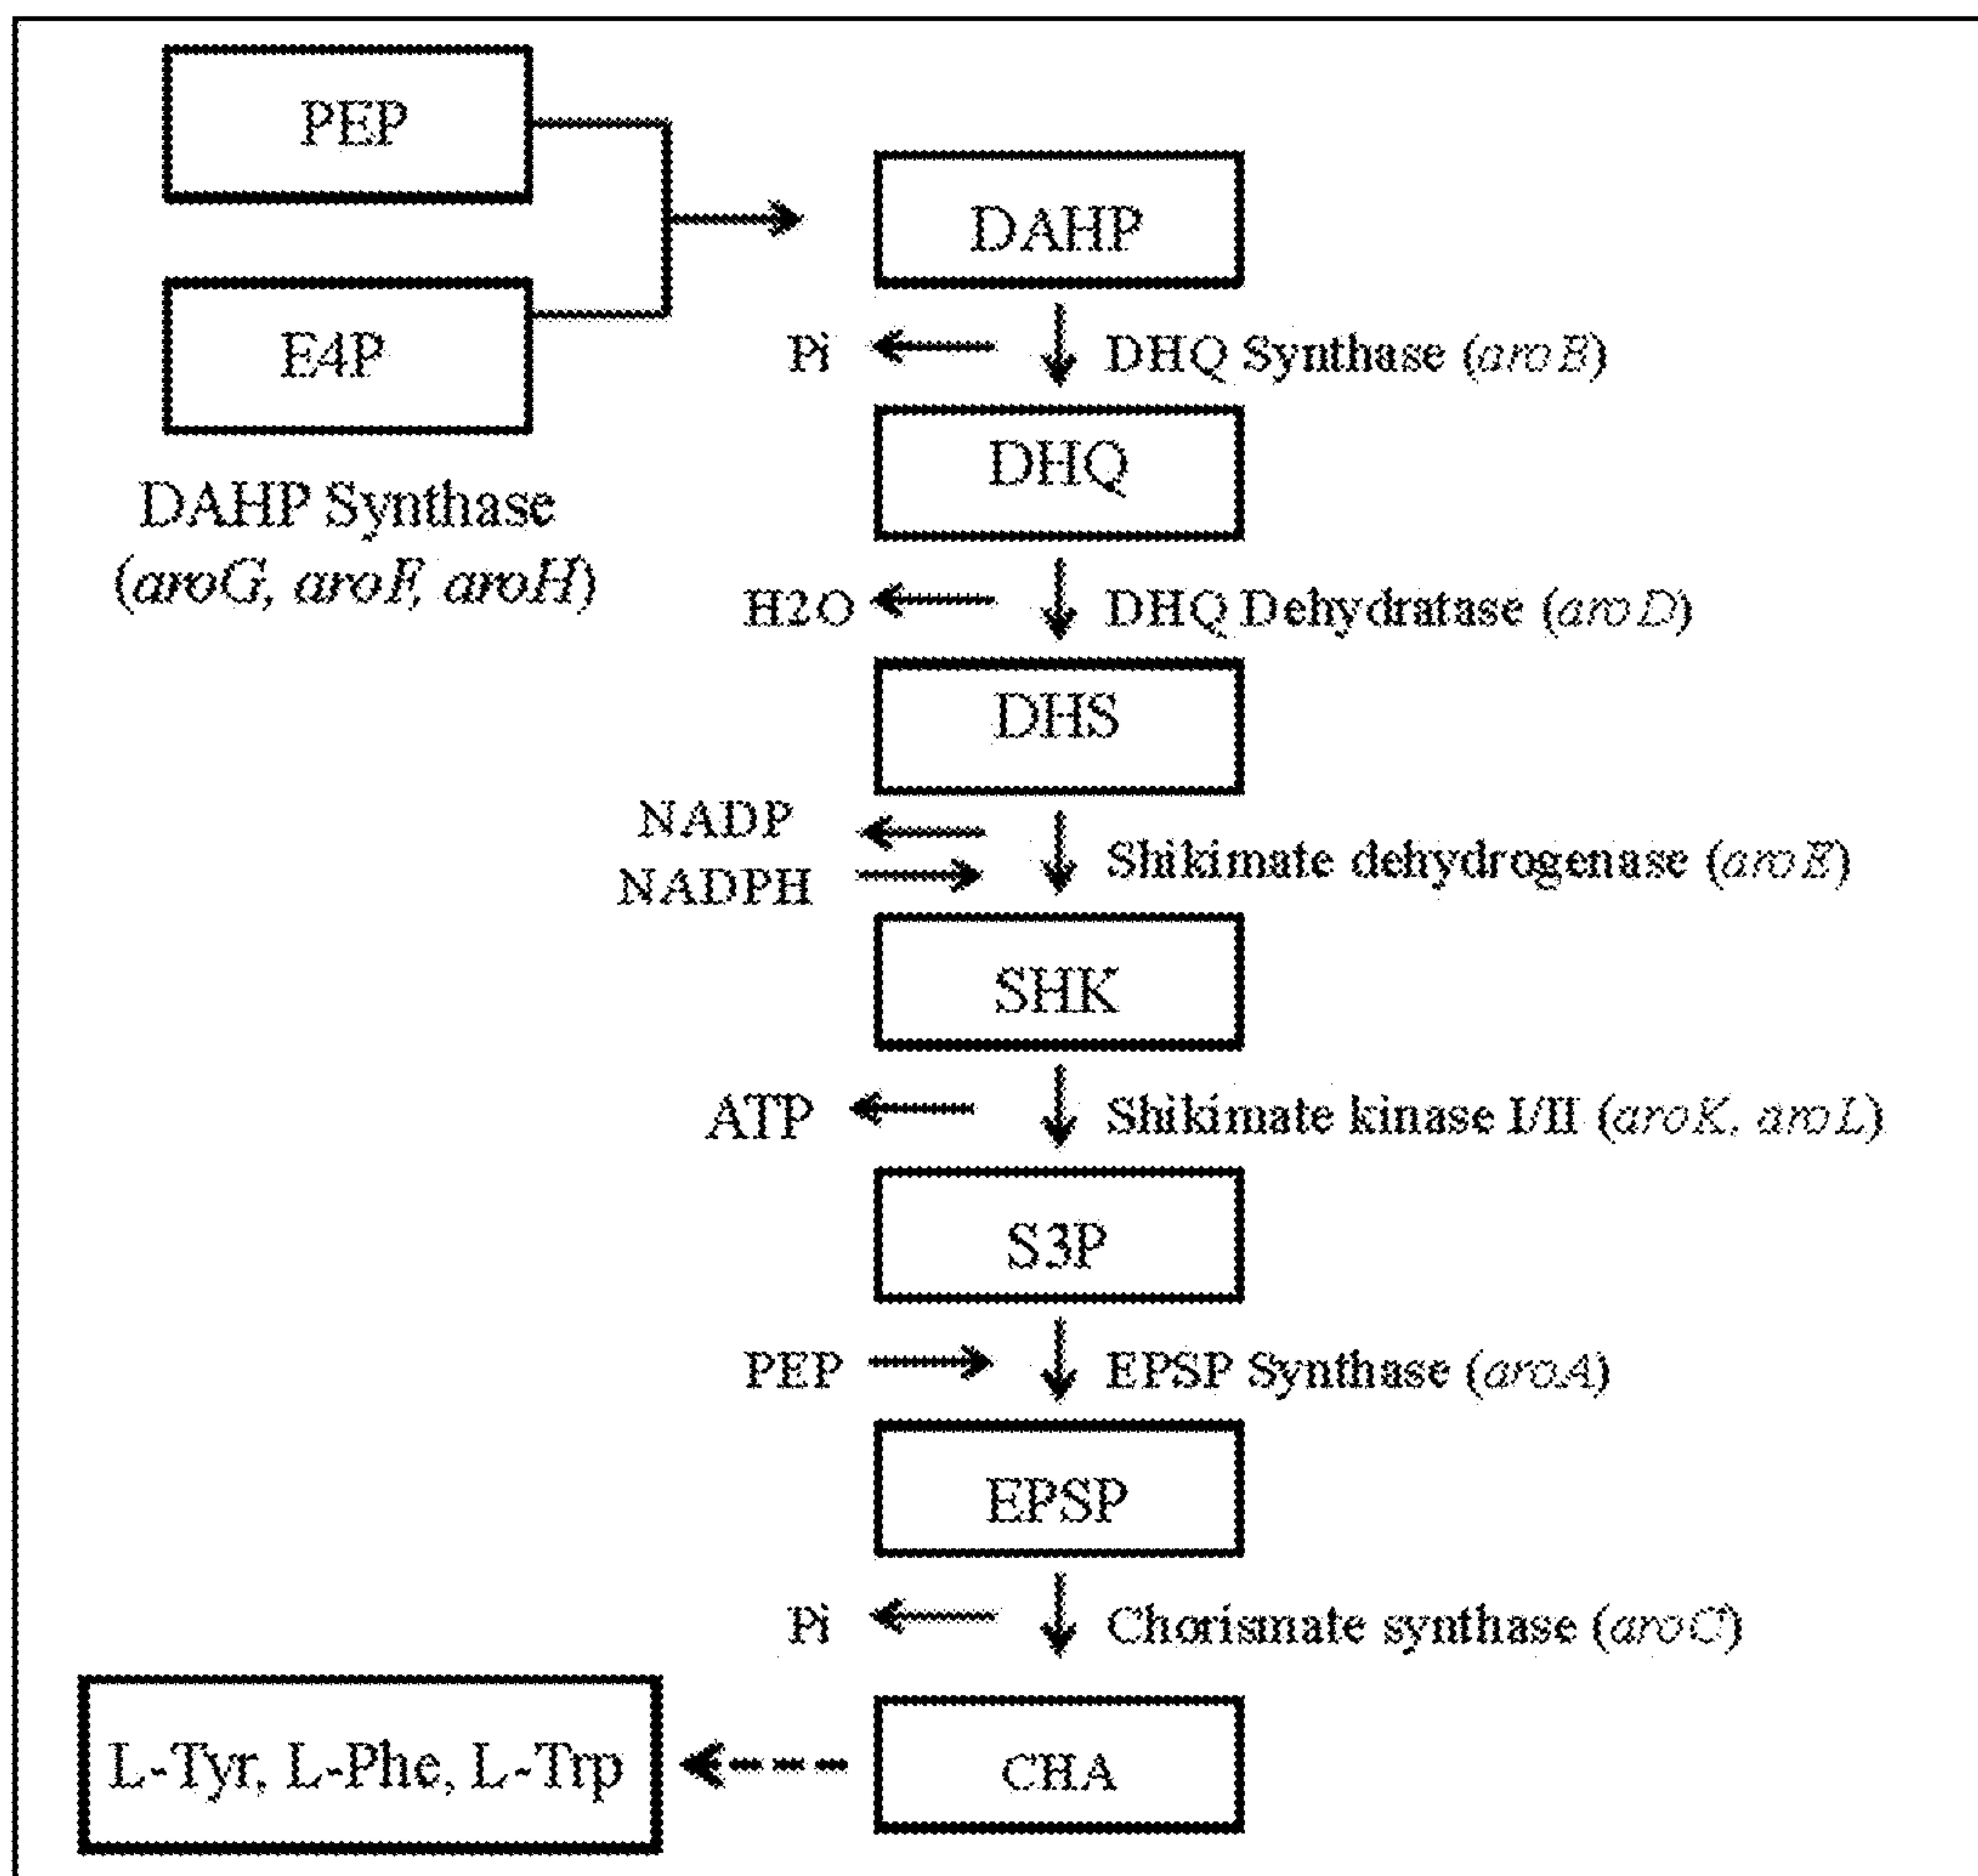 PEP
DAHP
E4P
Pi
DHQ Synthase (aroB)
DHQ
DAHP Synthase
(aroG, aroF, aroH)
H2O
DHQ Dehydratase (aroD)
DHS
NADP
NADPH
Shikimate dehydrogenase (aroE)
SHK
ATP
Shikimate kinase I/II (aroK, aroL)
S3P
PEP
EPSP Synthase (aroA)
EPSP
Pi
Chorismate synthase (aroC)
L-Tyr, L-Phe, L-Trp
CHA